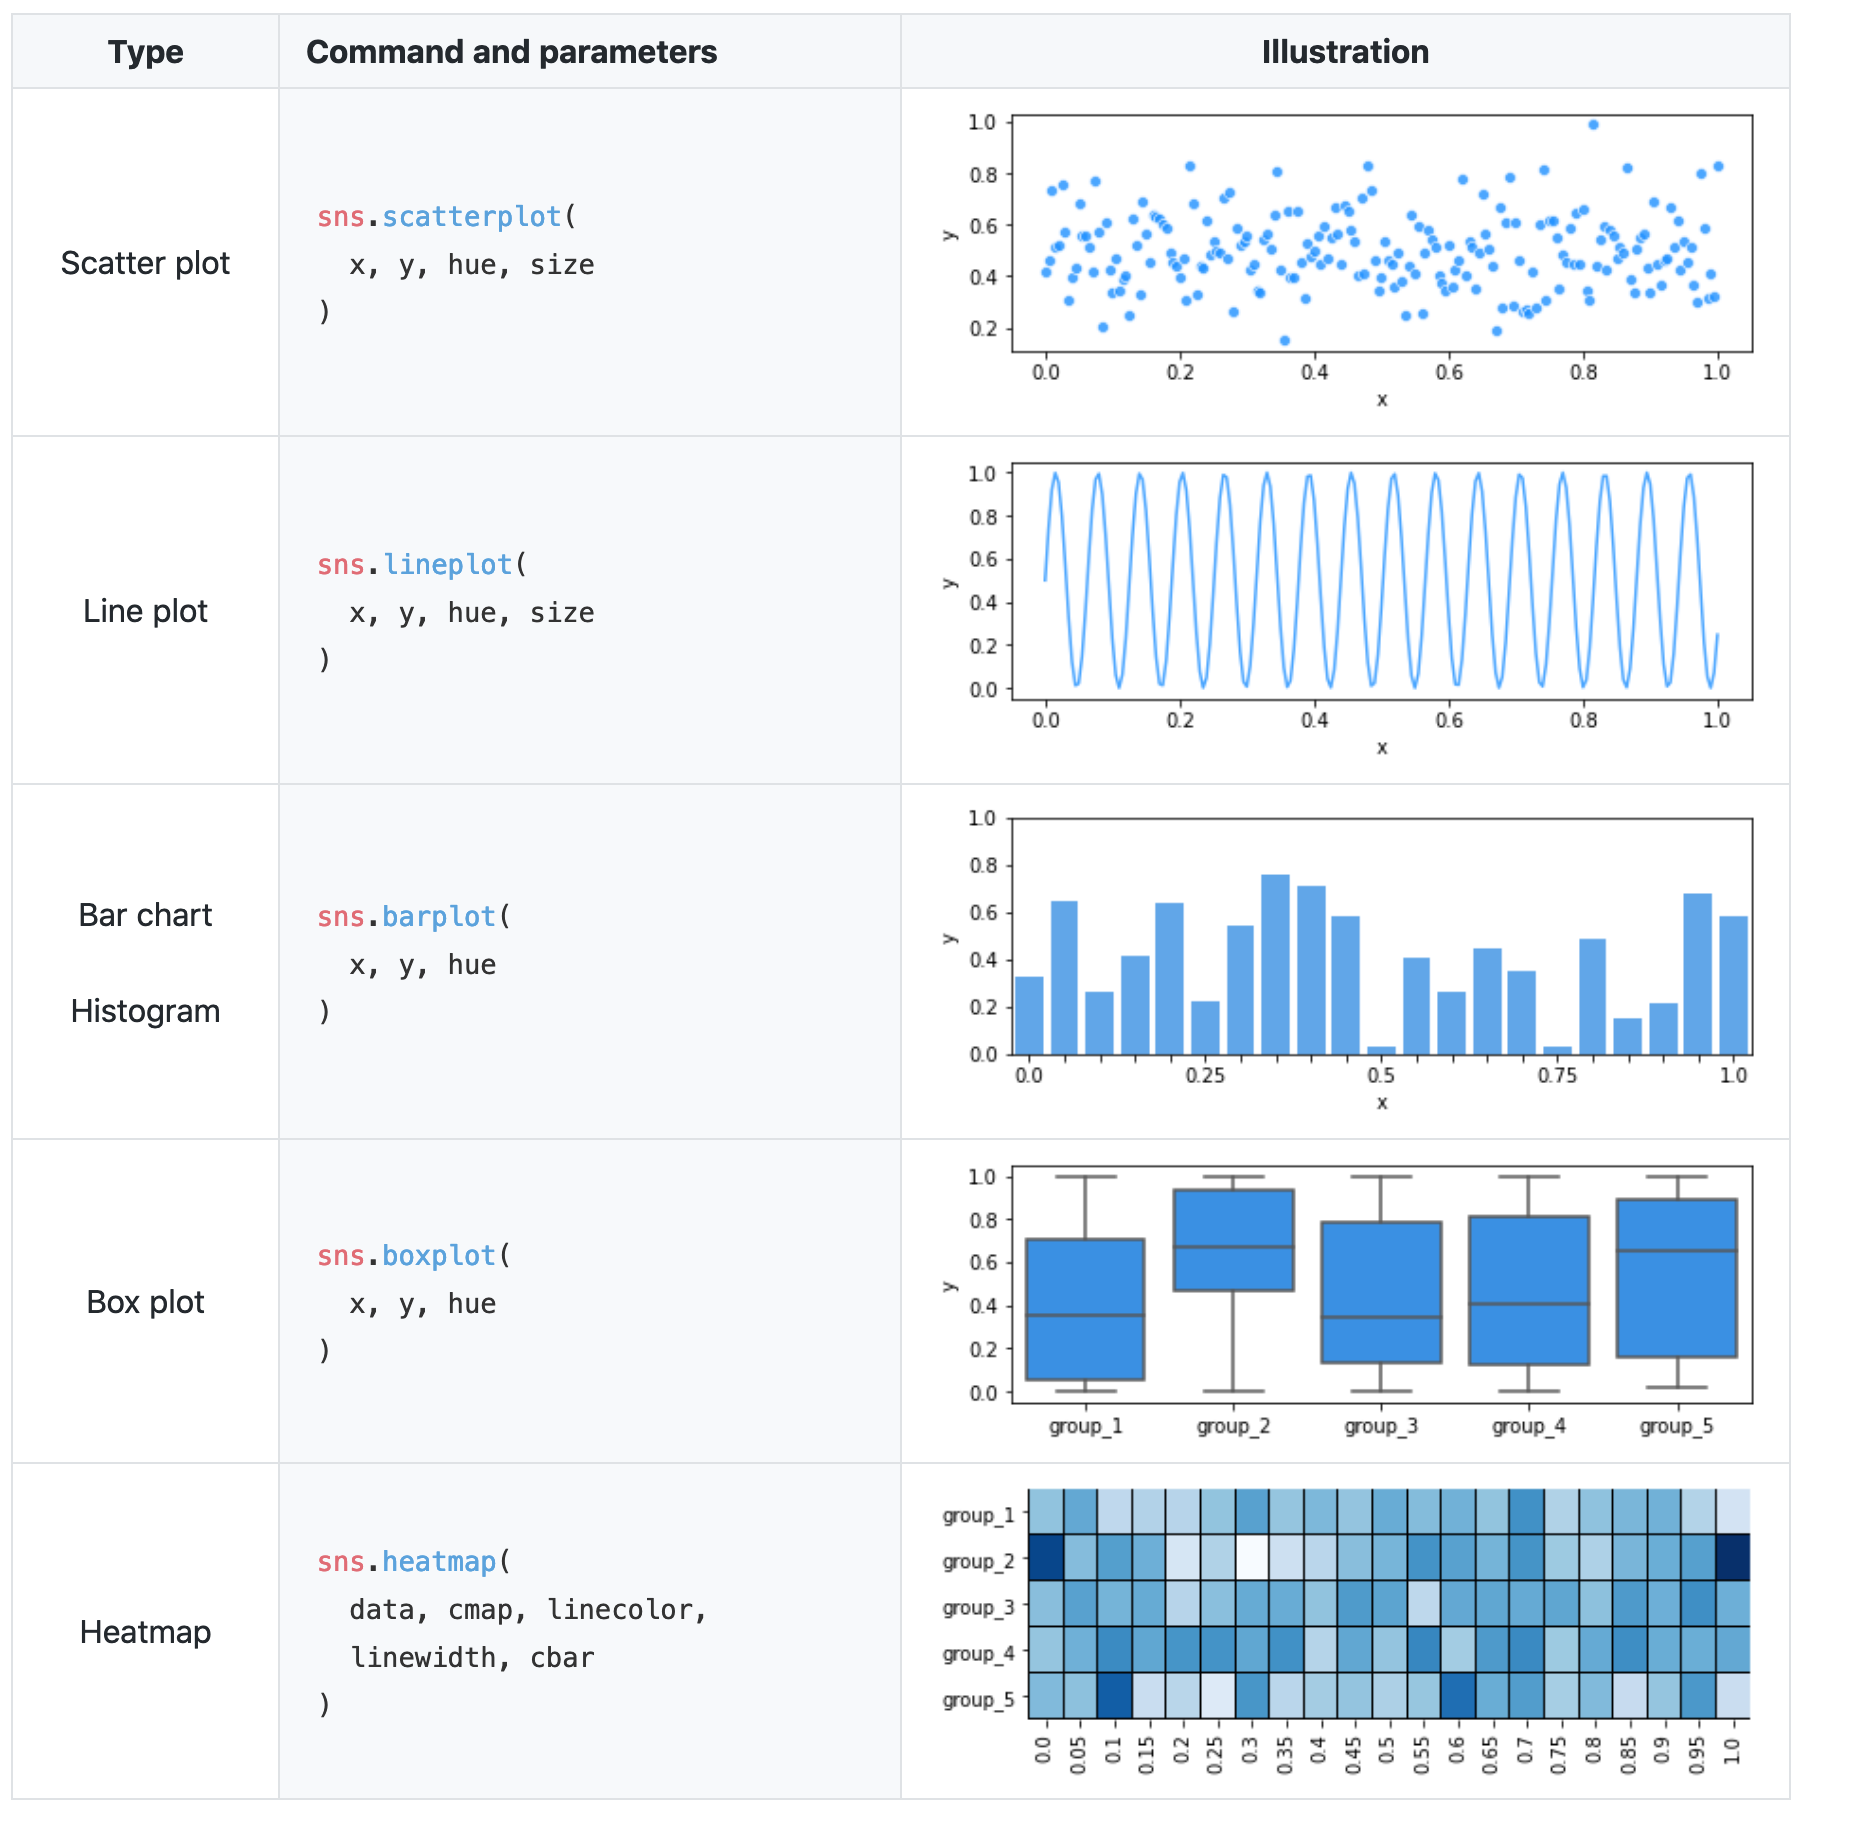 Type
Command and parameters
Illustration
Scatter plot
sns.scatterplot(
x, y, hue, size
)
1.0
0.8
0.6
0.4
0.2
y
0.0 0.2 0.4 0.6 0.8 1.0
x
Line plot
sns.lineplot(
x, y, hue, size
)
1.0
0.8
0.6
0.4
0.2
0.0
y
0.0 0.2 0.4 0.6 0.8 1.0
x
Bar chart
Histogram
sns.barplot(
x, y, hue
)
1.0
0.8
0.6
0.4
0.2
0.0
y
0.0 0.25 0.5 0.75 1.0
x
Box plot
sns.boxplot(
x, y, hue
)
1.0
0.8
0.6
0.4
0.2
0.0
y
group_1 group_2 group_3 group_4 group_5
Heatmap
sns.heatmap(
data, cmap, linecolor,
linewidth, cbar
)
group_1
group_2
group_3
group_4
group_5
0.0 0.05 0.1 0.15 0.2 0.25 0.3 0.35 0.4 0.45 0.5 0.55 0.6 0.65 0.7 0.75 0.8 0.85 0.9 0.95 1.0